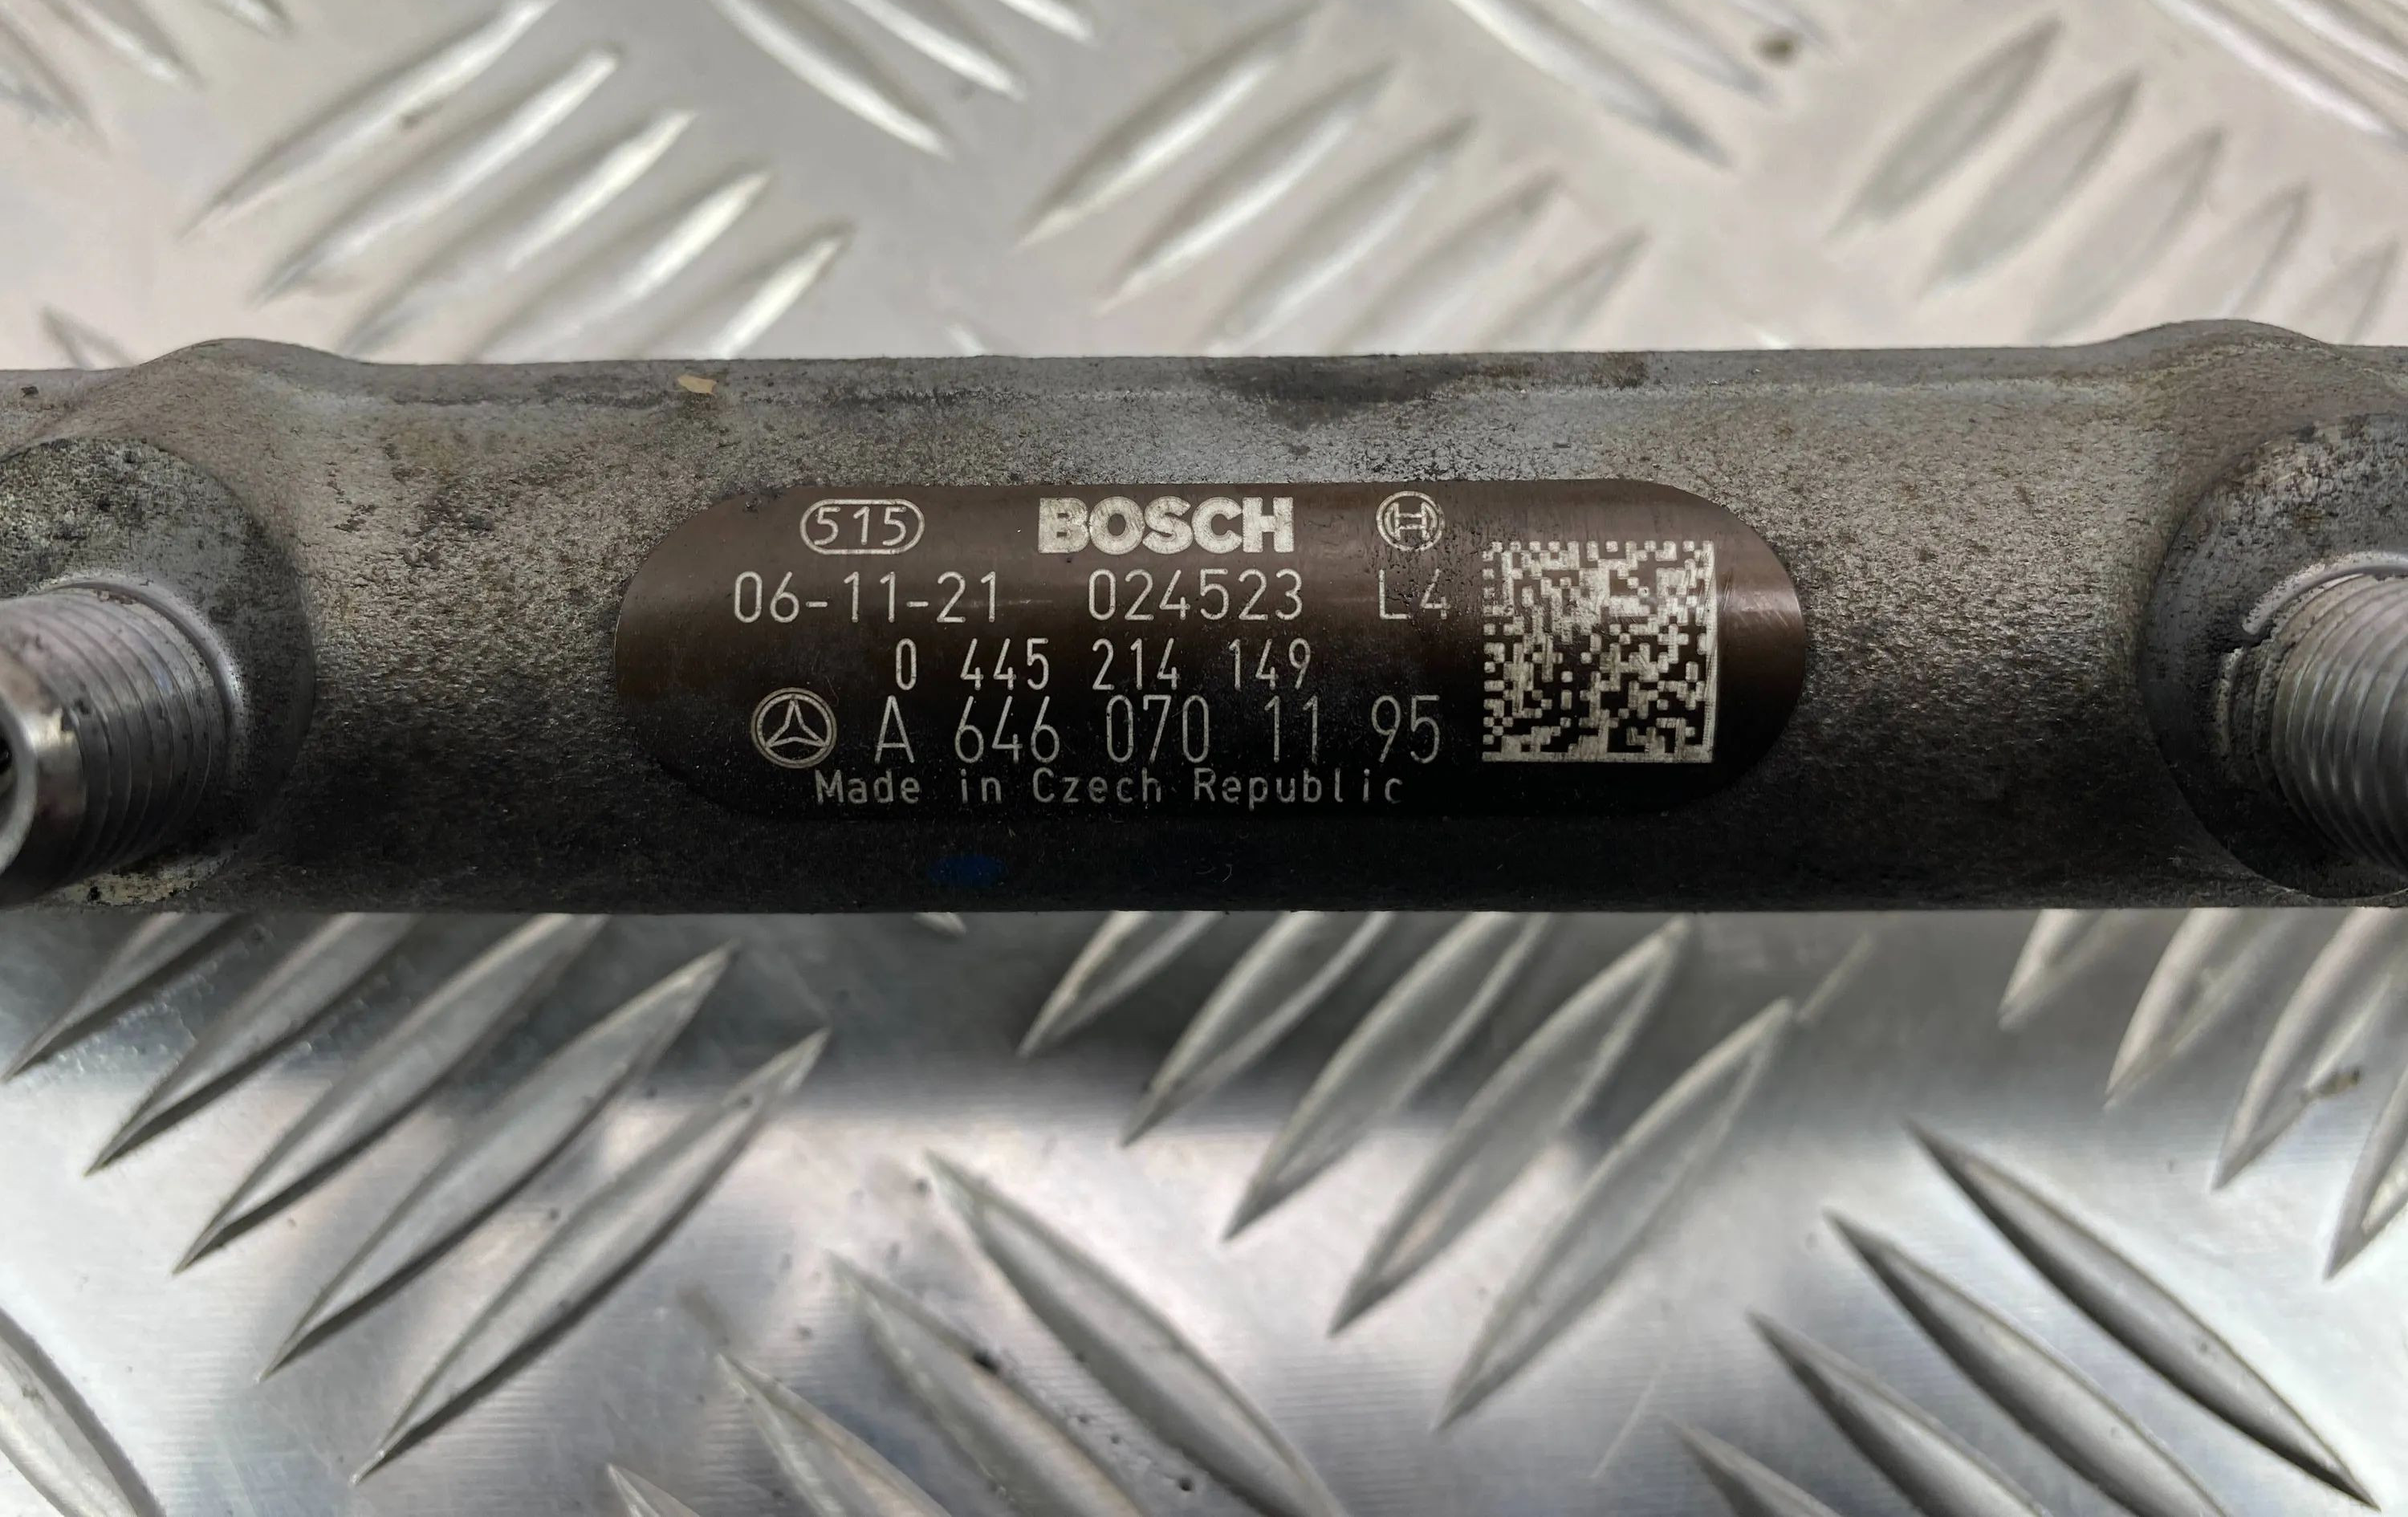 515 BOSCH
06-11-21 024523 L4
0 445 214 149
A 646 070 11 95
Made in Czech Republic